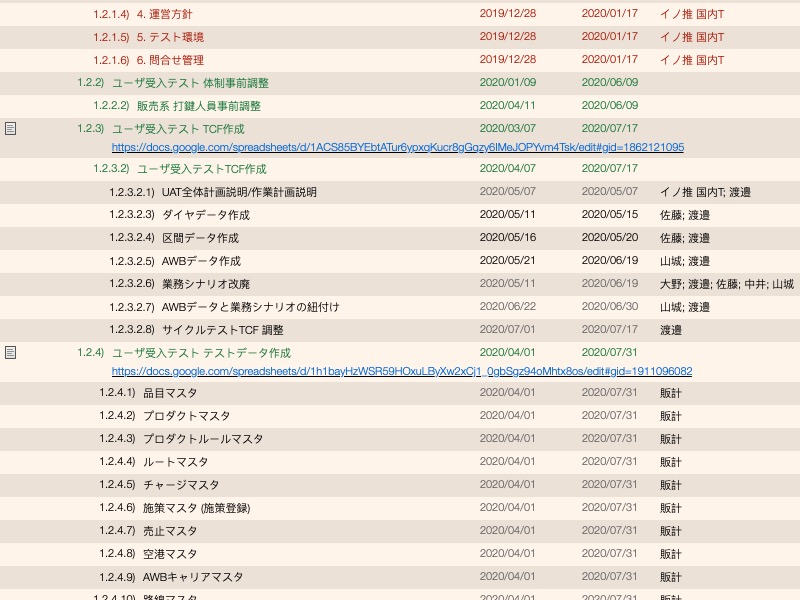 1.2.1.4) 4. 運営方針 2019/12/28 2020/01/17 イノ推 国内T
1.2.1.5) 5. テスト環境 2019/12/28 2020/01/17 イノ推 国内T
1.2.1.6) 6. 問合せ管理 2019/12/28 2020/01/17 イノ推 国内T
1.2.2) ユーザ受入テスト 体制事前調整 2020/01/09 2020/06/09
1.2.2.2) 販売系 打鍵人員事前調整 2020/04/11 2020/06/09
1.2.3) ユーザ受入テスト TCF作成 2020/03/07 2020/07/17
https://docs.google.com/spreadsheets/d/1ACS85BYEbtATur6ypxqKucr8gGqzy6lMeJOPYvm4Tsk/edit#gid=1862121095
1.2.3.2) ユーザ受入テストTCF作成 2020/04/07 2020/07/17
1.2.3.2.1) UAT全体計画説明/作業計画説明 2020/05/07 2020/05/07 イノ推 国内T; 渡邉
1.2.3.2.3) ダイヤデータ作成 2020/05/11 2020/05/15 佐藤; 渡邉
1.2.3.2.4) 区間データ作成 2020/05/16 2020/05/20 佐藤; 渡邉
1.2.3.2.5) AWBデータ作成 2020/05/21 2020/06/19 山城; 渡邉
1.2.3.2.6) 業務シナリオ改廃 2020/05/11 2020/06/19 大野; 渡邉; 佐藤; 中井; 山城
1.2.3.2.7) AWBデータと業務シナリオの紐付け 2020/06/22 2020/06/30 山城; 渡邉
1.2.3.2.8) サイクルテストTCF 調整 2020/07/01 2020/07/17 渡邉
1.2.4) ユーザ受入テスト テストデータ作成 2020/04/01 2020/07/31
https://docs.google.com/spreadsheets/d/1h1bayHzWSR59HOxuLByXw2xCj1_0gbSgz94oMhtx8os/edit#gid=1911096082
1.2.4.1) 品目マスタ 2020/04/01 2020/07/31 販計
1.2.4.2) プロダクトマスタ 2020/04/01 2020/07/31 販計
1.2.4.3) プロダクトルールマスタ 2020/04/01 2020/07/31 販計
1.2.4.4) ルートマスタ 2020/04/01 2020/07/31 販計
1.2.4.5) チャージマスタ 2020/04/01 2020/07/31 販計
1.2.4.6) 施策マスタ (施策登録) 2020/04/01 2020/07/31 販計
1.2.4.7) 売止マスタ 2020/04/01 2020/07/31 販計
1.2.4.8) 空港マスタ 2020/04/01 2020/07/31 販計
1.2.4.9) AWBキャリアマスタ 2020/04/01 2020/07/31 販計
1.2.4.10) 路線マスタ 2020/04/01 2020/07/31 販計